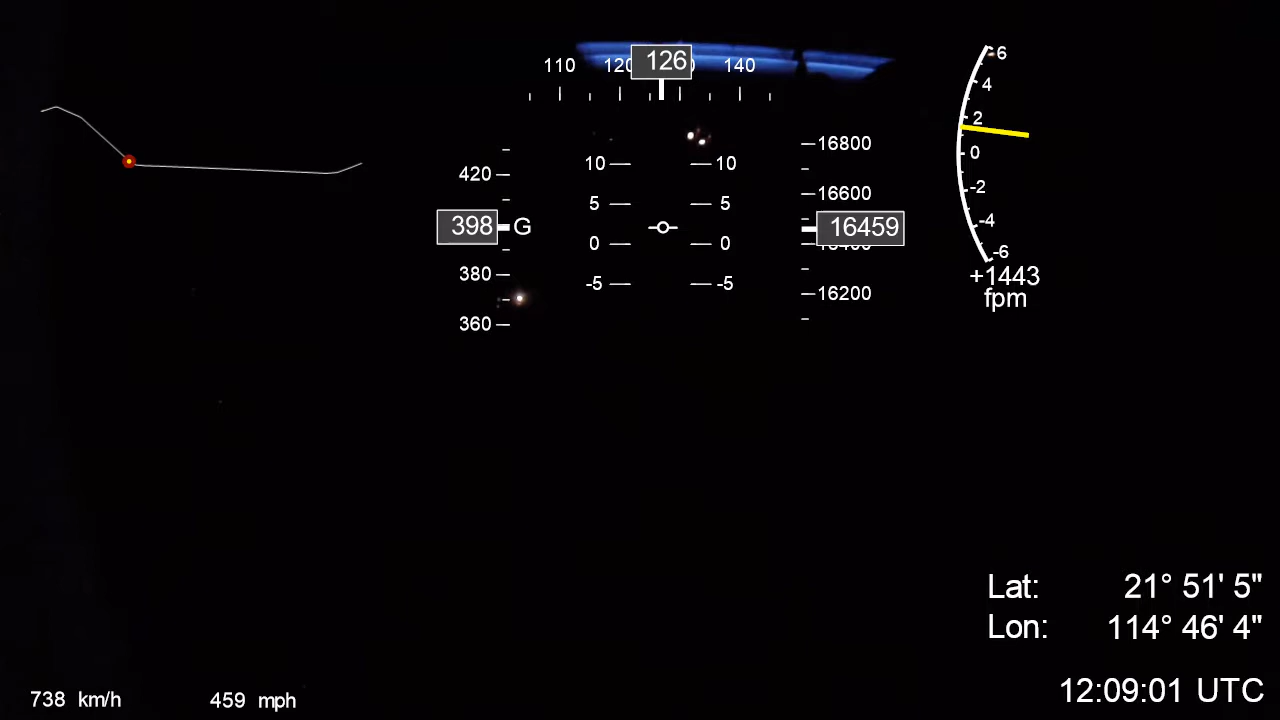 110 120 126 140
6
4
2
0
-2
-4
-6
+1443
fpm
420
398 G
380
360
10 10
5 5
0 0
-5 -5
16800
16600
16459
16400
16200
Lat: 21° 51' 5"
Lon: 114° 46' 4"
12:09:01 UTC
738 km/h 459 mph